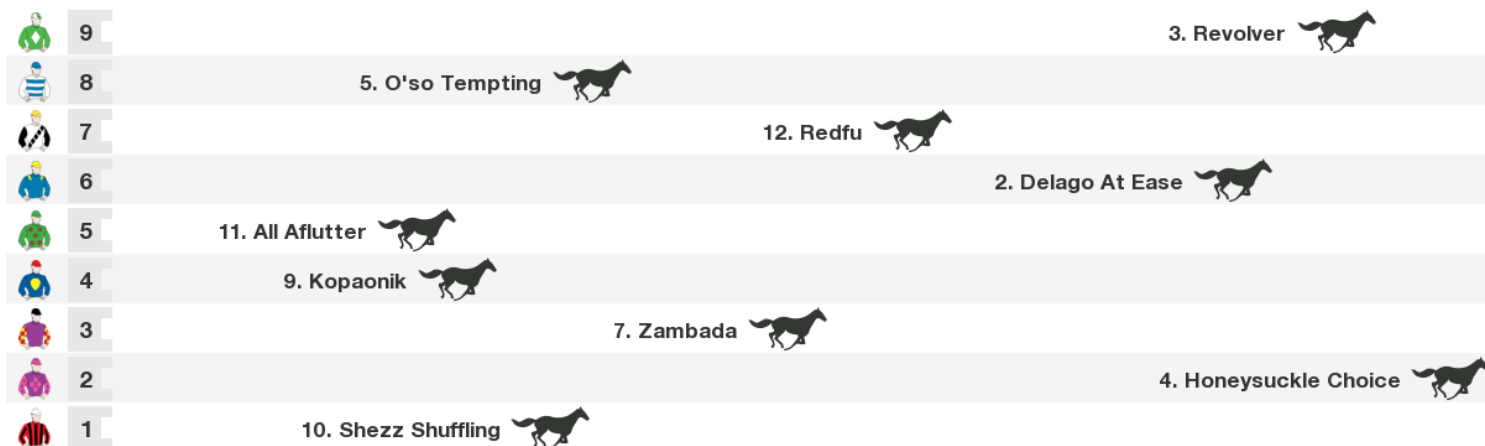 9 3. Revolver
8 5. O'so Tempting
7 12. Redfu
6 2. Delago At Ease
5 11. All Aflutter
4 9. Kopaonik
3 7. Zambada
2 4. Honeysuckle Choice
1 10. Shezz Shuffling